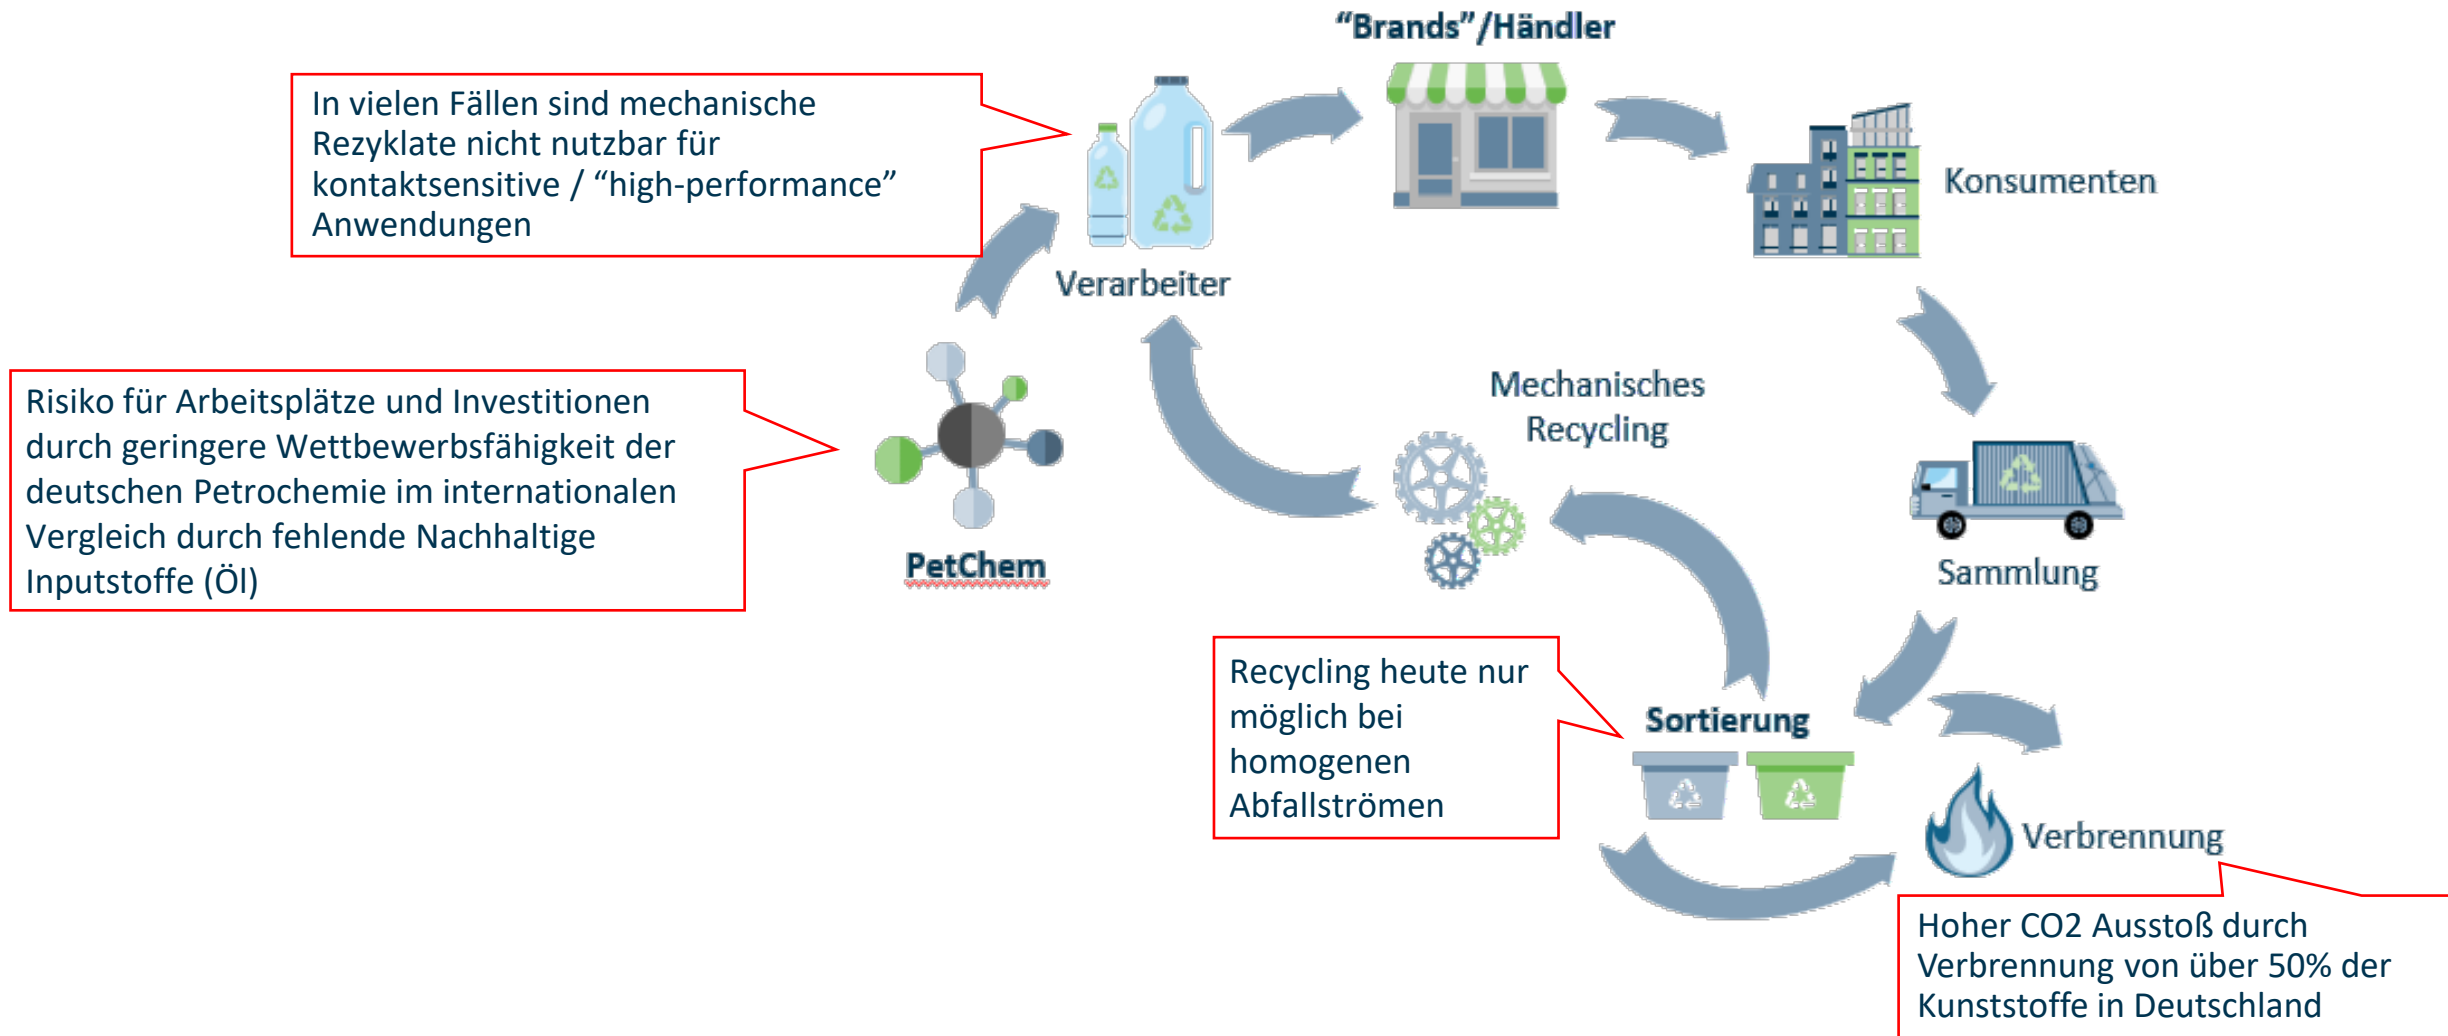 “Brands”/Händler
In vielen Fällen sind mechanische
Rezyklate nicht nutzbar für
kontaktsensitive / “high-performance”
Anwendungen
Konsumenten
Verarbeiter
Risiko für Arbeitsplätze und Investitionen
durch geringere Wettbewerbsfähigkeit der
deutschen Petrochemie im internationalen
Vergleich durch fehlende Nachhaltige
Inputstoffe (Öl)
PetChem
Mechanisches
Recycling
Sammlung
Recycling heute nur
möglich bei
homogenen
Abfallströmen
Sortierung
Verbrennung
Hoher CO2 Ausstoß durch
Verbrennung von über 50% der
Kunststoffe in Deutschland